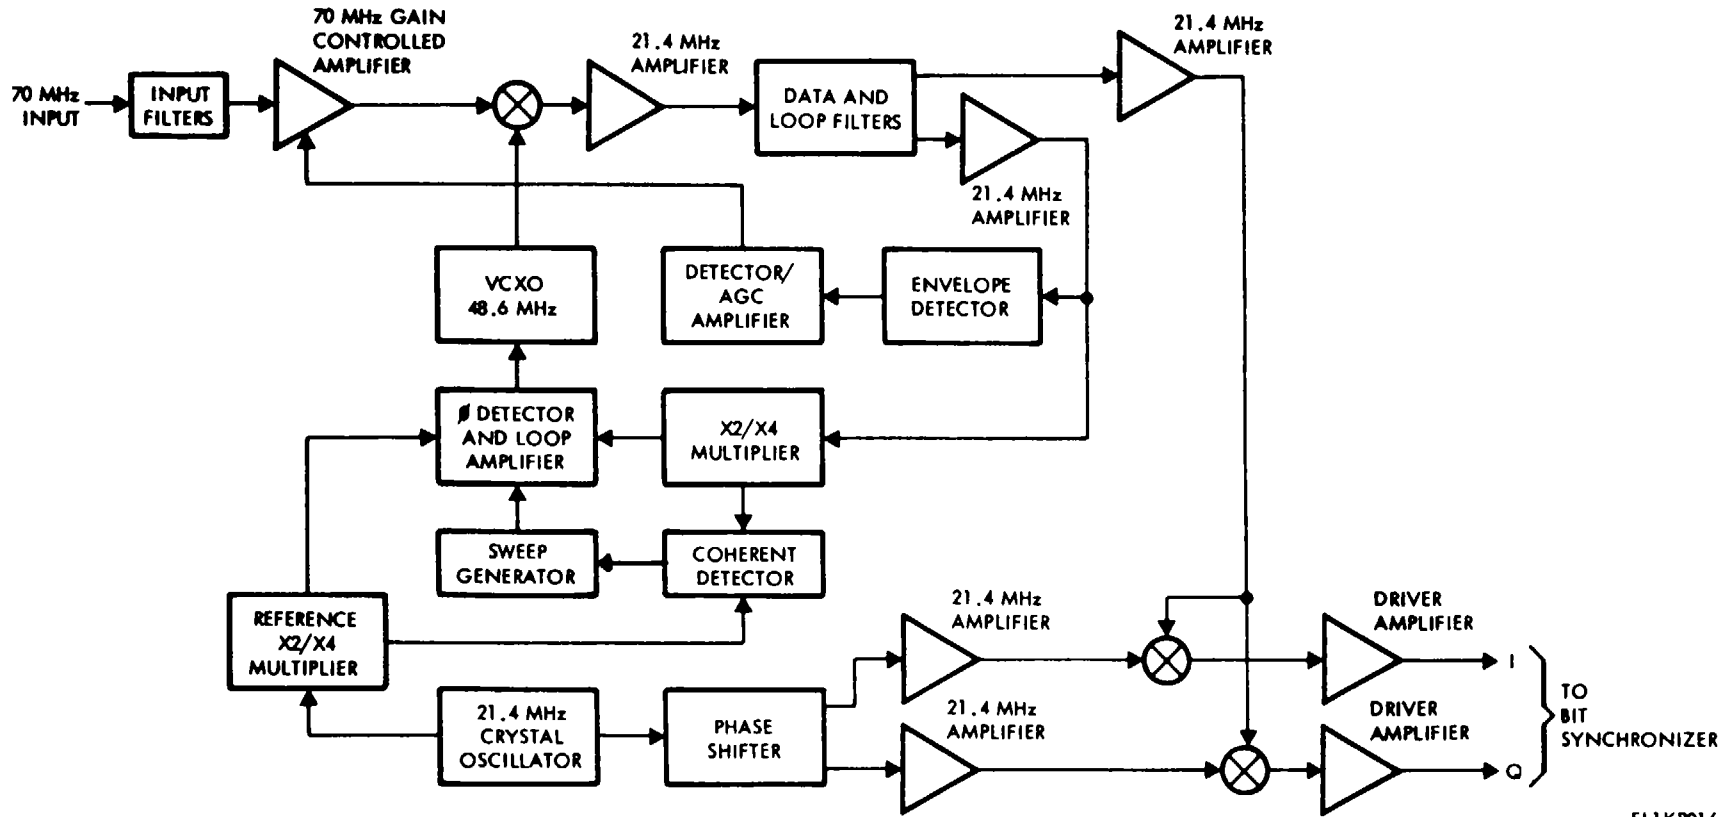 70 MHz GAIN
CONTROLLED
AMPLIFIER
21.4 MHz
AMPLIFIER
21.4 MHz
AMPLIFIER
70 MHz
INPUT
INPUT
FILTERS
DATA AND
LOOP FILTERS
21.4 MHz
AMPLIFIER
VCXO
48.6 MHz
DETECTOR/
AGC
AMPLIFIER
ENVELOPE
DETECTOR
Ø DETECTOR
AND LOOP
AMPLIFIER
X2/X4
MULTIPLIER
SWEEP
GENERATOR
COHERENT
DETECTOR
REFERENCE
X2/X4
MULTIPLIER
21.4 MHz
AMPLIFIER
DRIVER
AMPLIFIER
I
21.4 MHz
CRYSTAL
OSCILLATOR
PHASE
SHIFTER
21.4 MHz
AMPLIFIER
DRIVER
AMPLIFIER
Q
TO
BIT
SYNCHRONIZER